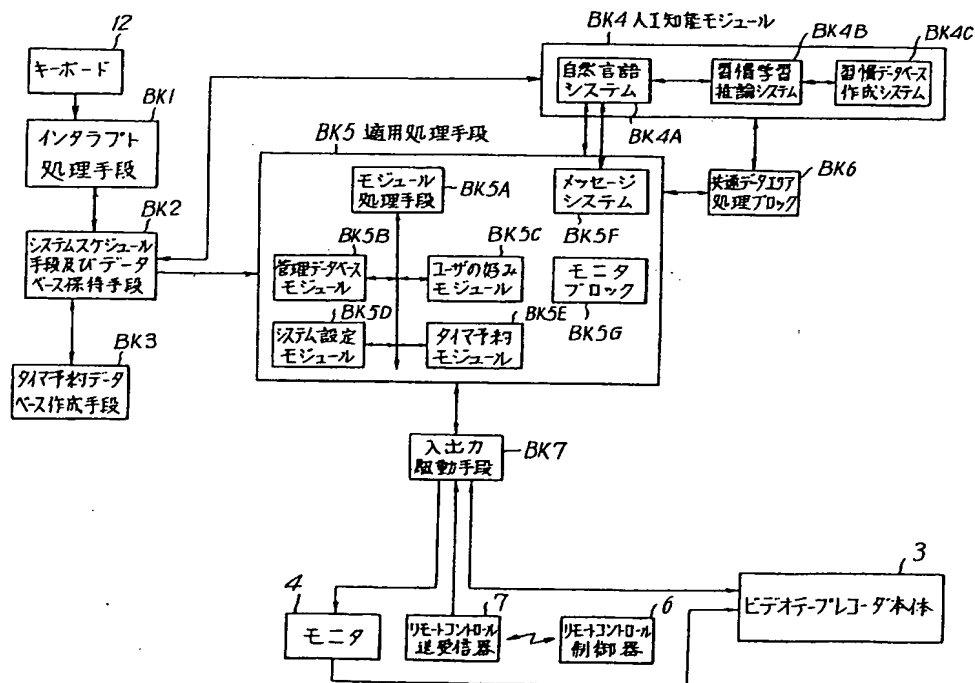 12
キーボード
BK1
インタラプト
処理手段
BK2
システムスケジュール
手段及びデータ
ベース保持手段
BK3
タイマ予約データ
ベース作成手段
BK4 人工知能モジュール
BK4B
BK4C
自然言語
システム
習慣学習
推論システム
習慣データベース
作成システム
BK4A
BK5 適用処理手段
モジュール
処理手段
BK5A
メッセージ
システム
BK5F
共通データエリア
処理ブロック
BK6
BK5B
管理データベース
モジュール
BK5C
ユーザの好み
モジュール
モニタ
ブロック
BK5G
BK5D
システム設定
モジュール
BK5E
タイマ予約
モジュール
入出力
駆動手段
BK7
4
モニタ
7
リモートコントロール
送受信器
6
リモートコントロール
制御器
3
ビデオテープレコーダ本体